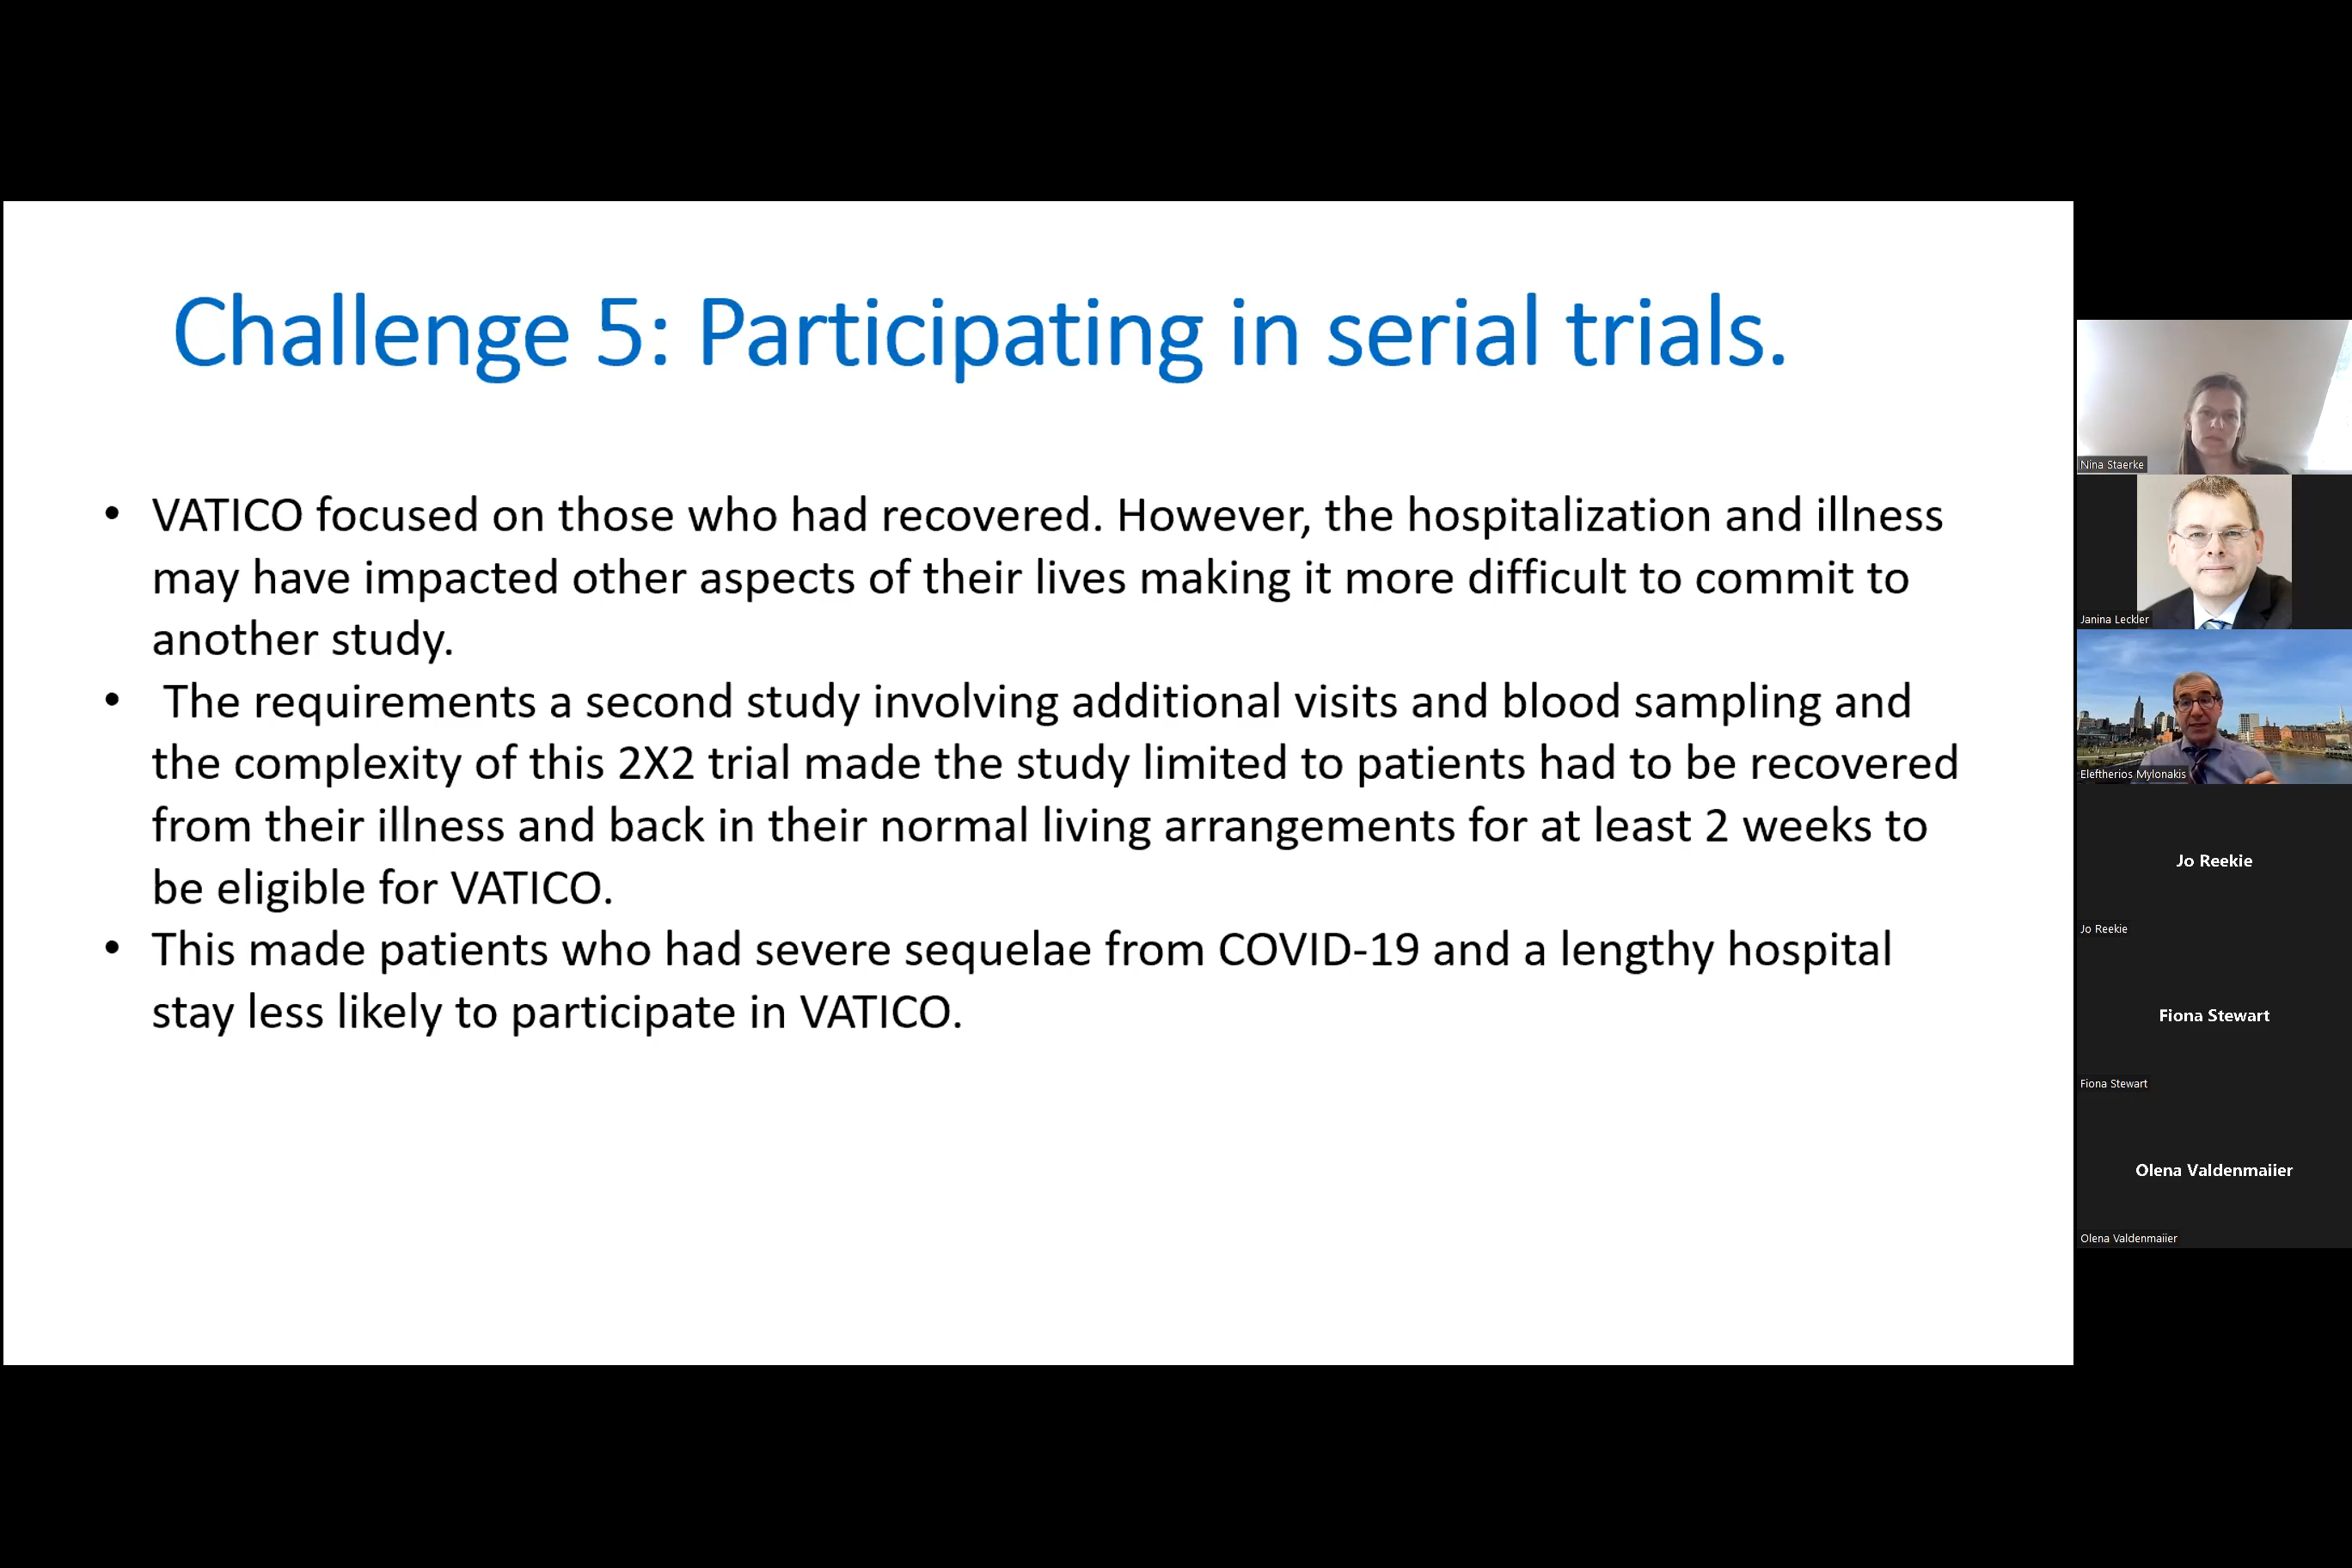 Challenge 5: Participating in serial trials.
• VATICO focused on those who had recovered. However, the hospitalization and illness
may have impacted other aspects of their lives making it more difficult to commit to
another study.
• The requirements a second study involving additional visits and blood sampling and
the complexity of this 2X2 trial made the study limited to patients had to be recovered
from their illness and back in their normal living arrangements for at least 2 weeks to
be eligible for VATICO.
• This made patients who had severe sequelae from COVID-19 and a lengthy hospital
stay less likely to participate in VATICO.
Nina Staerke
Janina Leckler
Eleftherios Mylonakis
Jo Reekie
Jo Reekie
Fiona Stewart
Fiona Stewart
Olena Valdenmaiier
Olena Valdenmaiier